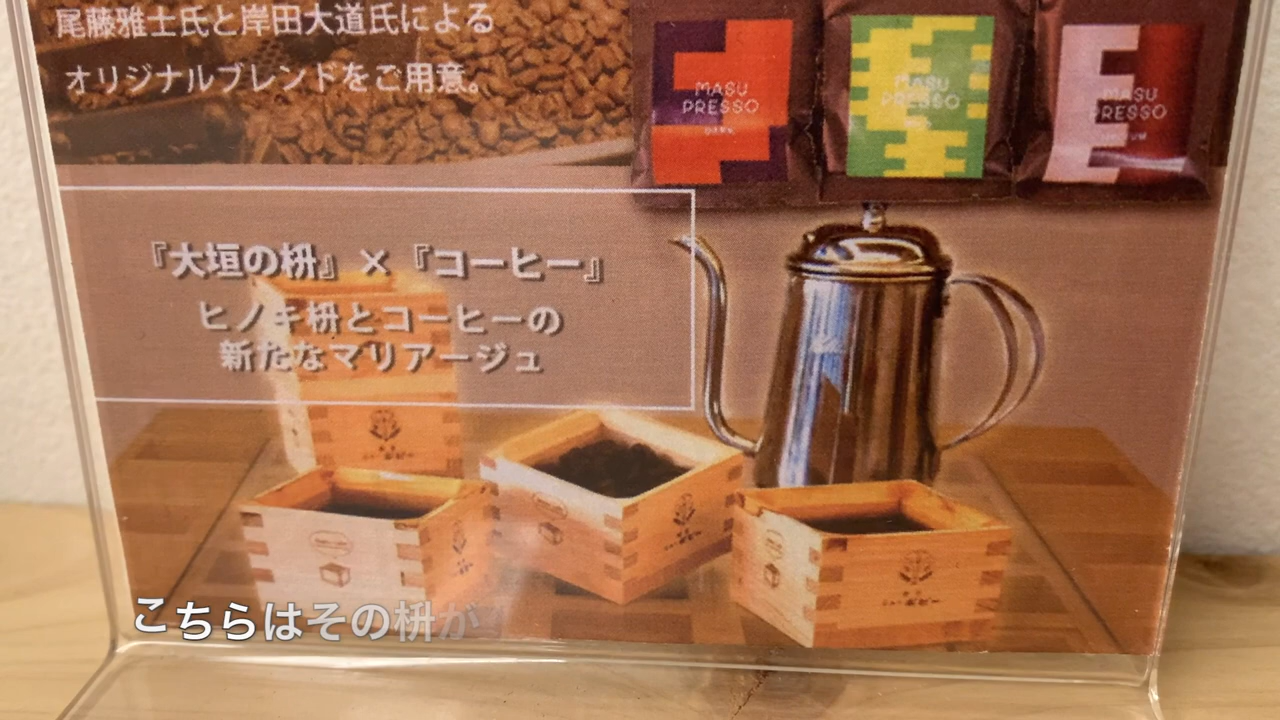 尾藤雅士氏と岸田大道氏による
オリジナルブレンドをご用意。
MASU
PRESSO
DARK
MASU
PRESSO
MASU
PRESSO
『大垣の枡』×『コーヒー』
ヒノキ枡とコーヒーの
新たなマリアージュ
こちらはその枡が